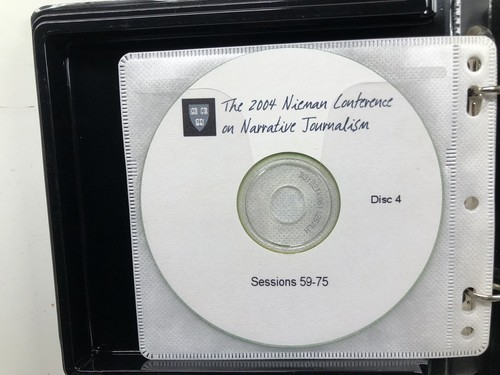 The 2004 Nieman Conference
on Narrative Journalism
Disc 4
Sessions 59-75